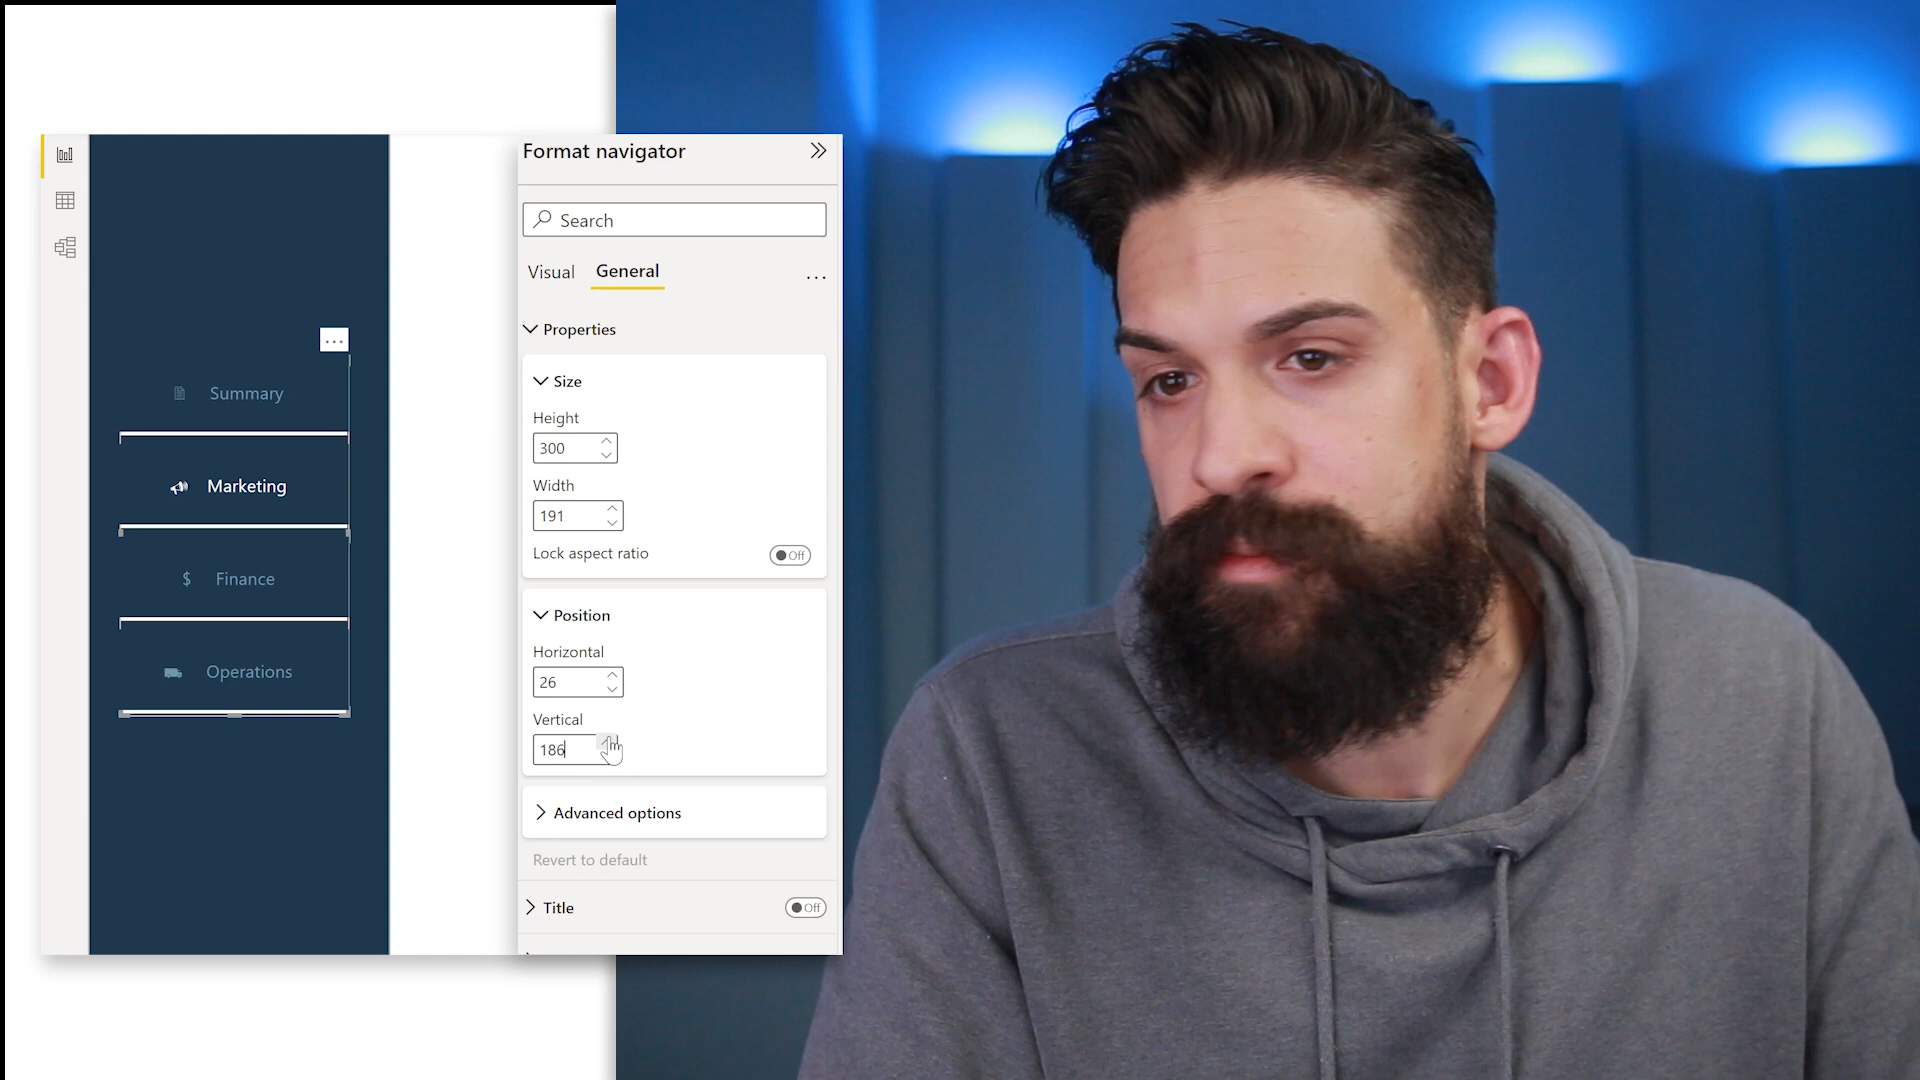 Summary
Marketing
$ Finance
Operations
Format navigator
Search
Visual General
Properties
Size
Height
300
Width
191
Lock aspect ratio Off
Position
Horizontal
26
Vertical
186
Advanced options
Revert to default
Title Off